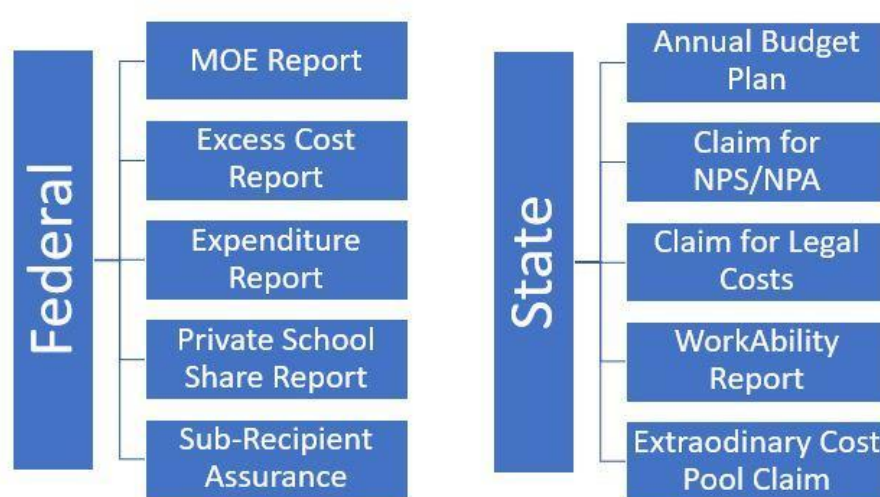 Federal
MOE Report
Excess Cost
Report
Expenditure
Report
Private School
Share Report
Sub-Recipient
Assurance
State
Annual Budget
Plan
Claim for
NPS/NPA
Claim for Legal
Costs
WorkAbility
Report
Extraodinary Cost
Pool Claim